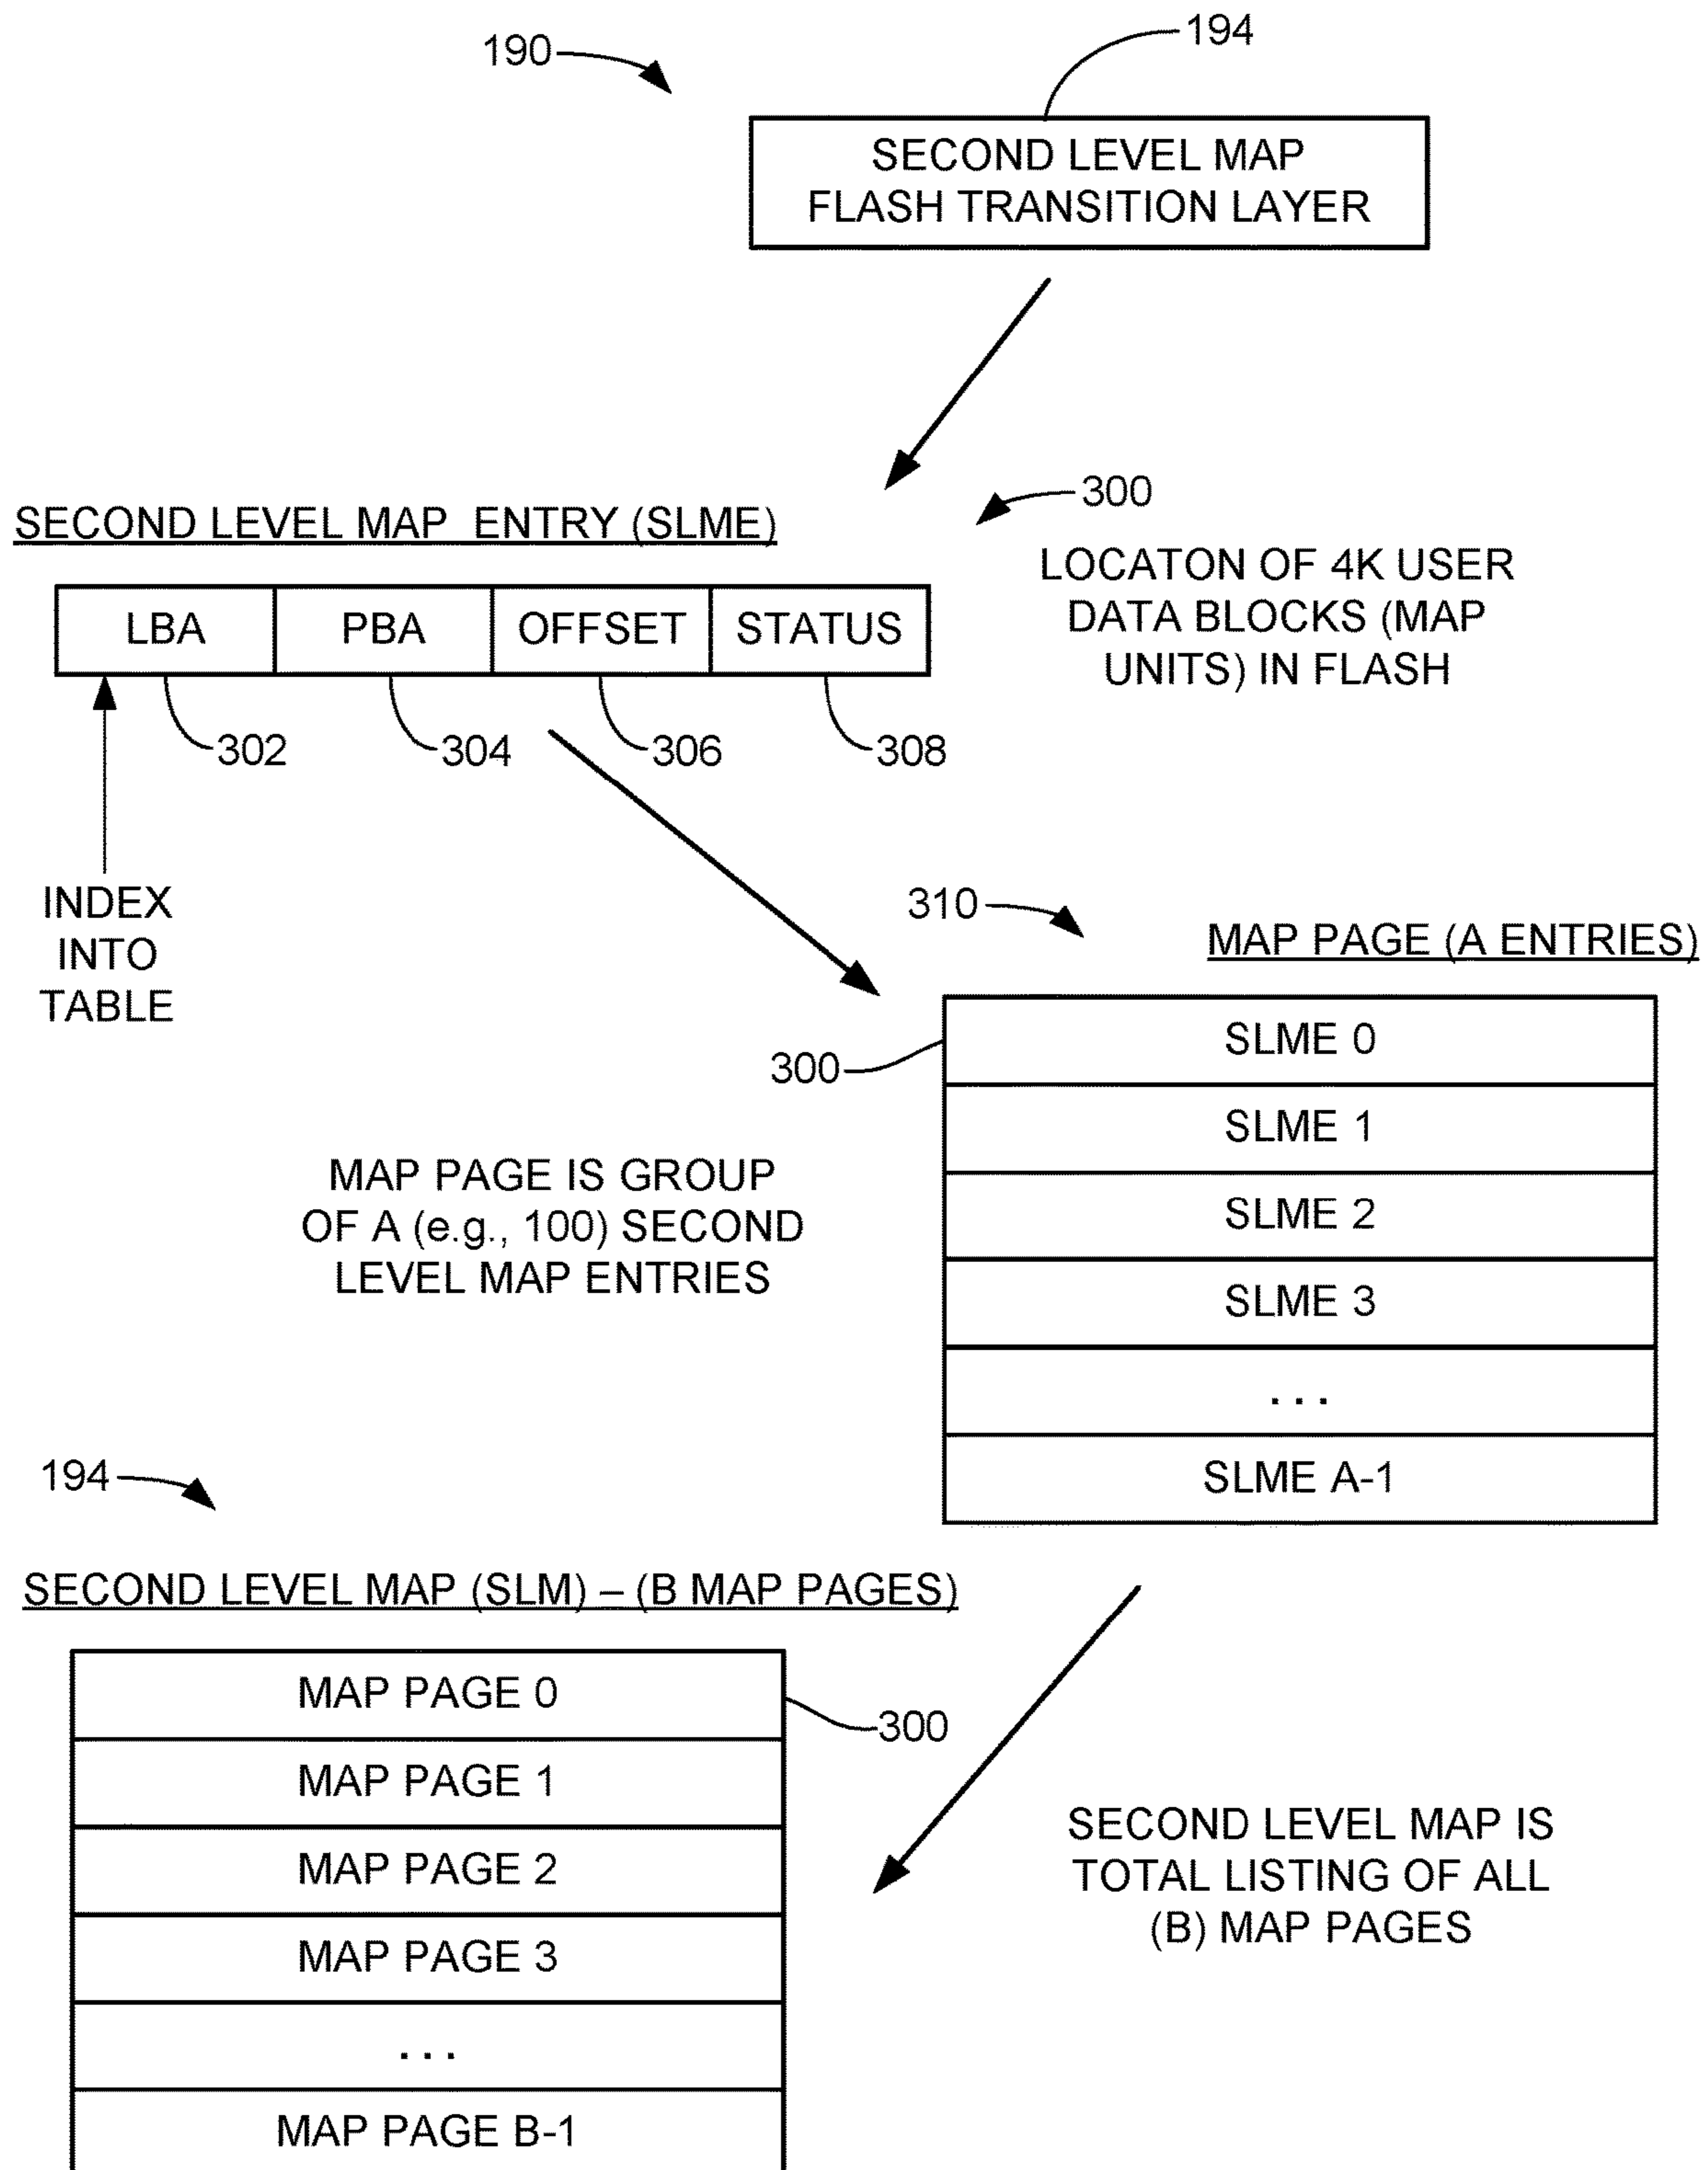 190
194
SECOND LEVEL MAP
FLASH TRANSITION LAYER
300
SECOND LEVEL MAP ENTRY (SLME)
LOCATON OF 4K USER
DATA BLOCKS (MAP
UNITS) IN FLASH
LBA PBA OFFSET STATUS
302 304 306 308
INDEX
INTO
TABLE
310
MAP PAGE (A ENTRIES)
300
SLME 0
SLME 1
SLME 2
SLME 3
. . .
SLME A-1
MAP PAGE IS GROUP
OF A (e.g., 100) SECOND
LEVEL MAP ENTRIES
194
SECOND LEVEL MAP (SLM) – (B MAP PAGES)
MAP PAGE 0
300
MAP PAGE 1
MAP PAGE 2
MAP PAGE 3
. . .
MAP PAGE B-1
SECOND LEVEL MAP IS
TOTAL LISTING OF ALL
(B) MAP PAGES